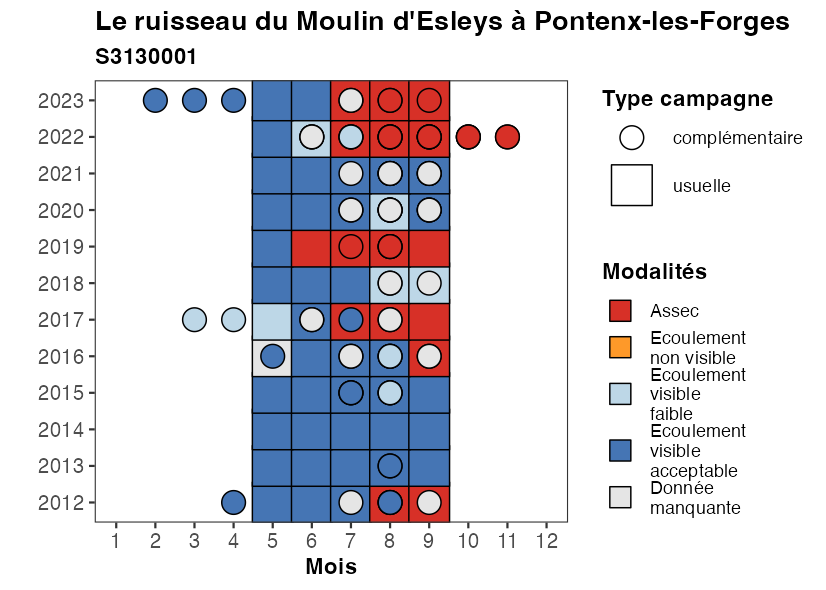 Le ruisseau du Moulin d'Esleys à Pontenx-les-Forges
S3130001
2023
2022
2021
2020
2019
2018
2017
2016
2015
2014
2013
2012
1 2 3 4 5 6 7 8 9 10 11 12
Mois
Type campagne
complémentaire
usuelle
Modalités
Assec
Ecoulement
non visible
Ecoulement
visible
faible
Ecoulement
visible
acceptable
Donnée
manquante